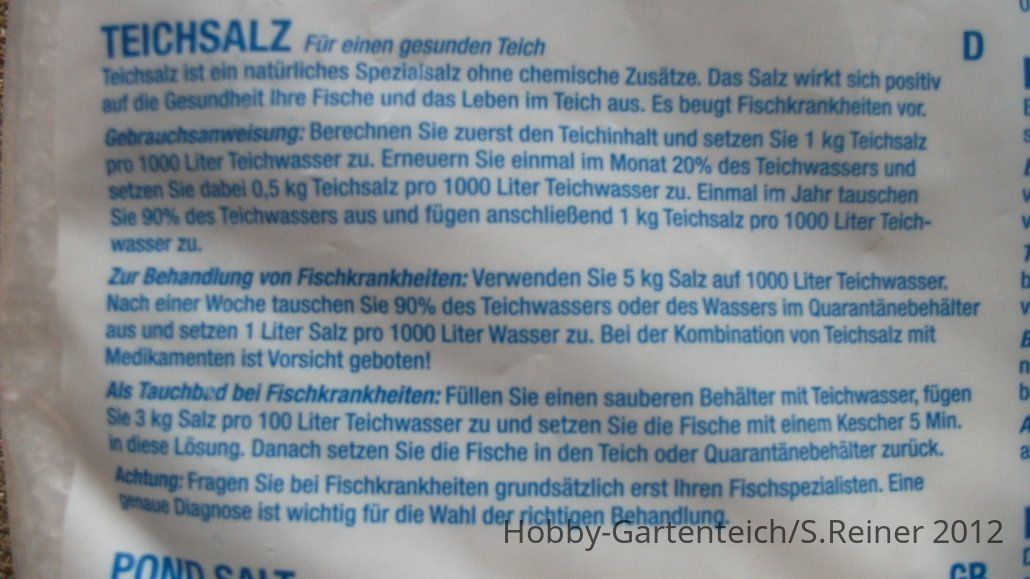 TEICHSALZ Für einen gesunden Teich D
Teichsalz ist ein natürliches Spezialsalz ohne chemische Zusätze. Das Salz wirkt sich positiv
auf die Gesundheit Ihre Fische und das Leben im Teich aus. Es beugt Fischkrankheiten vor.
Gebrauchsanweisung: Berechnen Sie zuerst den Teichinhalt und setzen Sie 1 kg Teichsalz
pro 1000 Liter Teichwasser zu. Erneuern Sie einmal im Monat 20% des Teichwassers und
setzen Sie dabei 0,5 kg Teichsalz pro 1000 Liter Teichwasser zu. Einmal im Jahr tauschen
Sie 90% des Teichwassers aus und fügen anschließend 1 kg Teichsalz pro 1000 Liter Teich-
wasser zu.
Zur Behandlung von Fischkrankheiten: Verwenden Sie 5 kg Salz auf 1000 Liter Teichwasser.
Nach einer Woche tauschen Sie 90% des Teichwassers oder des Wassers im Quarantänebehälter
aus und setzen 1 Liter Salz pro 1000 Liter Wasser zu. Bei der Kombination von Teichsalz mit
Medikamenten ist Vorsicht geboten!
Als Tauchbad bei Fischkrankheiten: Füllen Sie einen sauberen Behälter mit Teichwasser, fügen
Sie 3 kg Salz pro 100 Liter Teichwasser zu und setzen Sie die Fische mit einem Kescher 5 Min.
in diese Lösung. Danach setzen Sie die Fische in den Teich oder Quarantänebehälter zurück.
Achtung: Fragen Sie bei Fischkrankheiten grundsätzlich erst Ihren Fischspezialisten. Eine
genaue Diagnose ist wichtig für die Wahl der richtigen Behandlung.
Hobby-Gartenteich/S.Reiner 2012
POND SALT GB